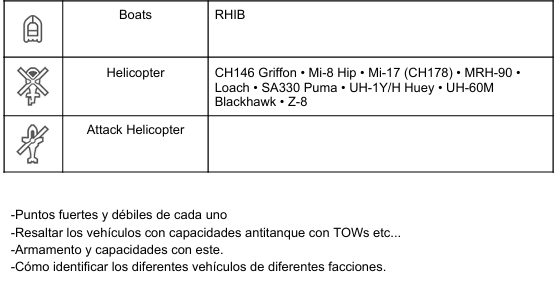 Boats RHIB
Helicopter CH146 Griffon • Mi-8 Hip • Mi-17 (CH178) • MRH-90 •
Loach • SA330 Puma • UH-1Y/H Huey • UH-60M
Blackhawk • Z-8
Attack Helicopter
-Puntos fuertes y débiles de cada uno
-Resaltar los vehículos con capacidades antitanque con TOWs etc...
-Armamento y capacidades con este.
-Cómo identificar los diferentes vehículos de diferentes facciones.